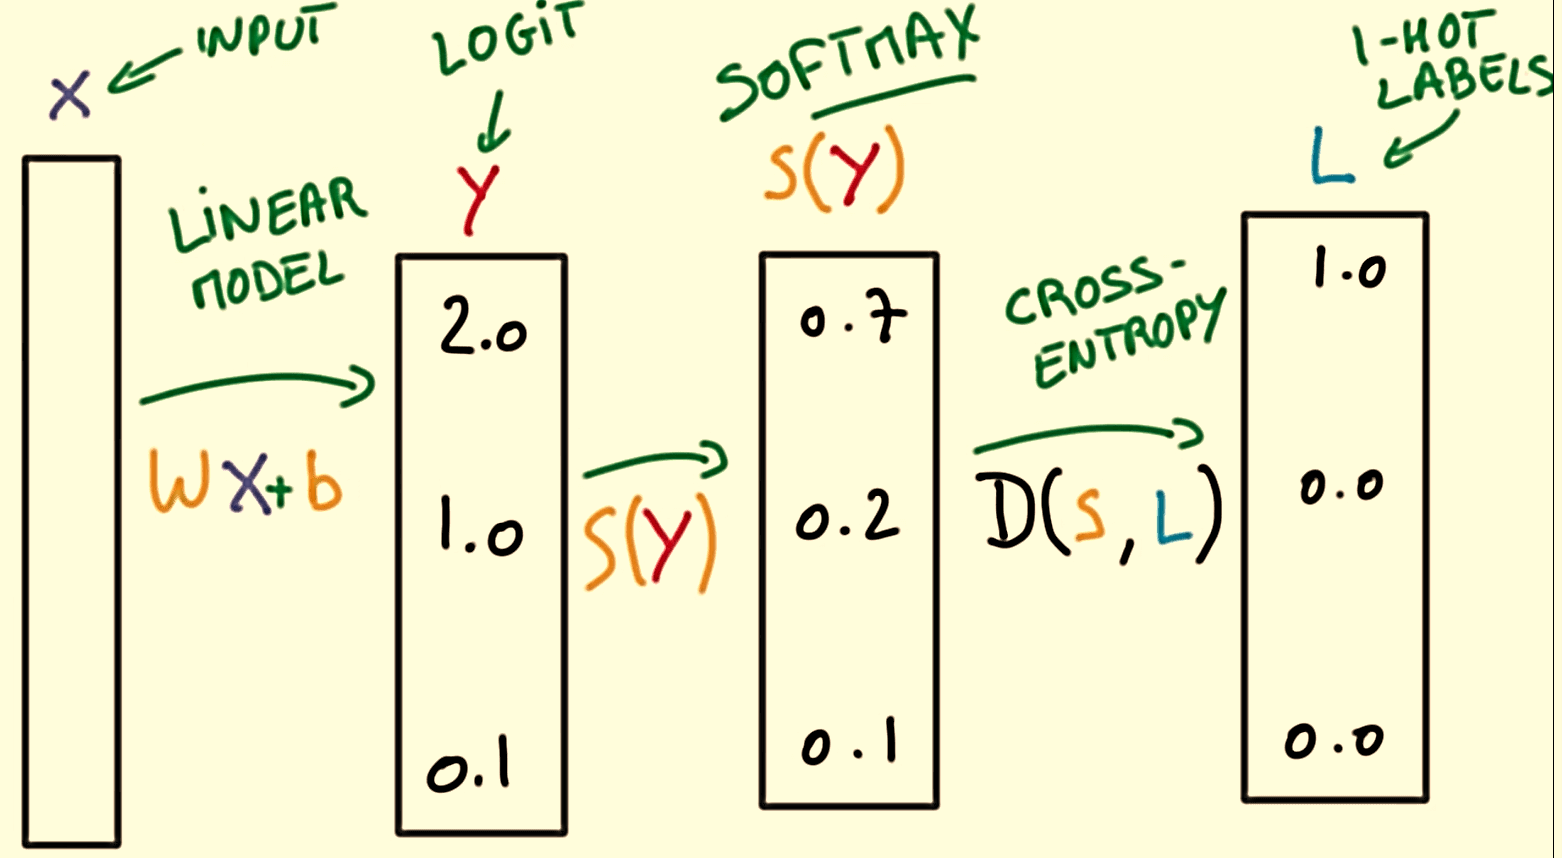 INPUT
X
LINEAR
MODEL
WX+b
LOGIT
Y
2.0
1.0
0.1
S(Y)
SOFTMAX
S(Y)
0.7
0.2
0.1
CROSS-
ENTROPY
D(S,L)
1-HOT
LABELS
L
1.0
0.0
0.0